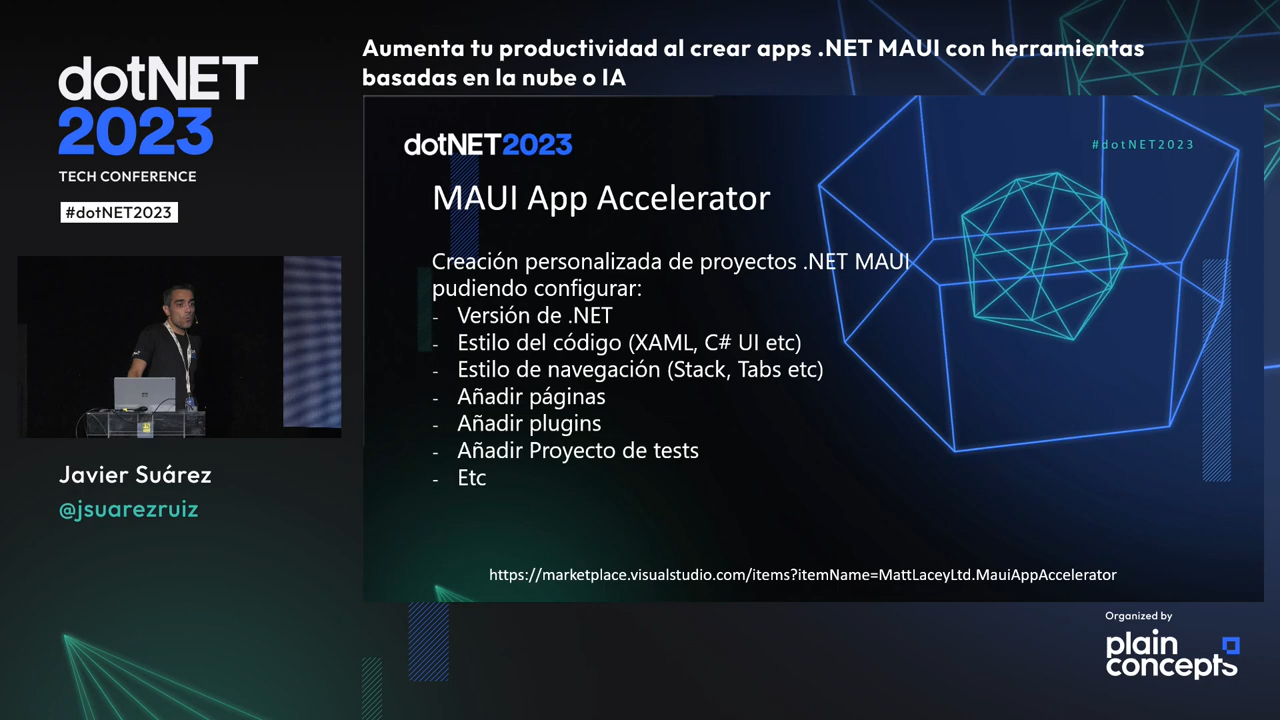 dotNET
2023
TECH CONFERENCE
#dotNET2023
Javier Suárez
@jsuarezruiz
Aumenta tu productividad al crear apps .NET MAUI con herramientas
basadas en la nube o IA
dotNET2023
#dotNET2023
MAUI App Accelerator
Creación personalizada de proyectos .NET MAUI
pudiendo configurar:
- Versión de .NET
- Estilo del código (XAML, C# UI etc)
- Estilo de navegación (Stack, Tabs etc)
- Añadir páginas
- Añadir plugins
- Añadir Proyecto de tests
- Etc
https://marketplace.visualstudio.com/items?itemName=MattLaceyLtd.MauiAppAccelerator
Organized by
plain
concepts